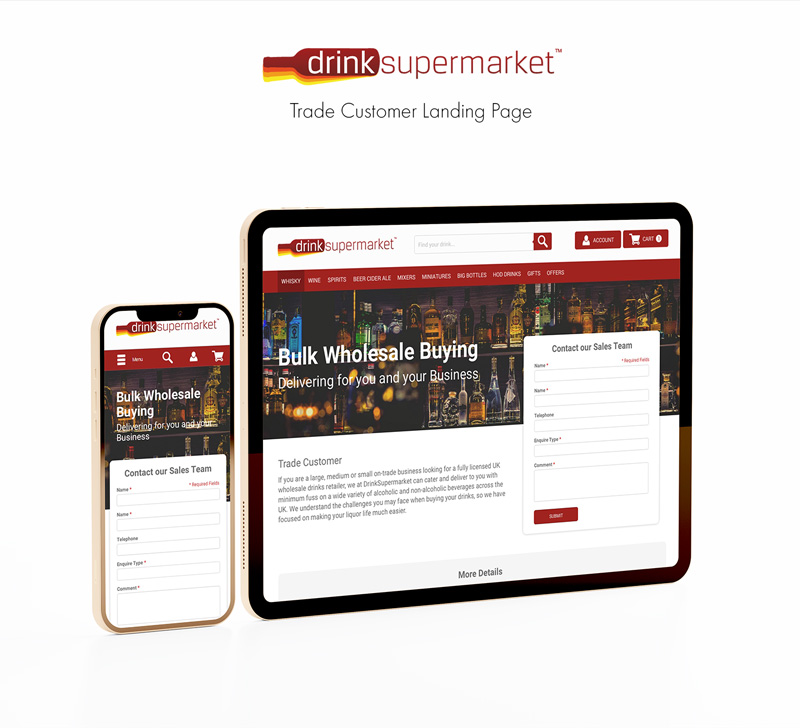 drinksupermarket™
Trade Customer Landing Page
drinksupermarket™
Menu
Bulk Wholesale
Buying
Delivering for you and your
Business
Contact our Sales Team
* Required Fields
Name *
Name *
Telephone
Enquire Type *
Comment *
drinksupermarket™
Find your drink...
ACCOUNT
CART
WHISKY WINE SPIRITS BEER CIDER ALE MIXERS MINIATURES BIG BOTTLES HOD DRINKS GIFTS OFFERS
Bulk Wholesale Buying
Delivering for you and your Business
Contact our Sales Team
* Required Fields
Name *
Name *
Telephone
Enquire Type *
Comment *
SUBMIT
Trade Customer
If you are a large, medium or small on-trade business looking for a fully licensed UK
wholesale drinks retailer, we at DrinkSupermarket can cater and deliver to you with
minimum fuss on a wide variety of alcoholic and non-alcoholic beverages across the
UK. We understand the challenges you may face when buying your drinks, so we have
focused on making your liquor life much easier.
More Details